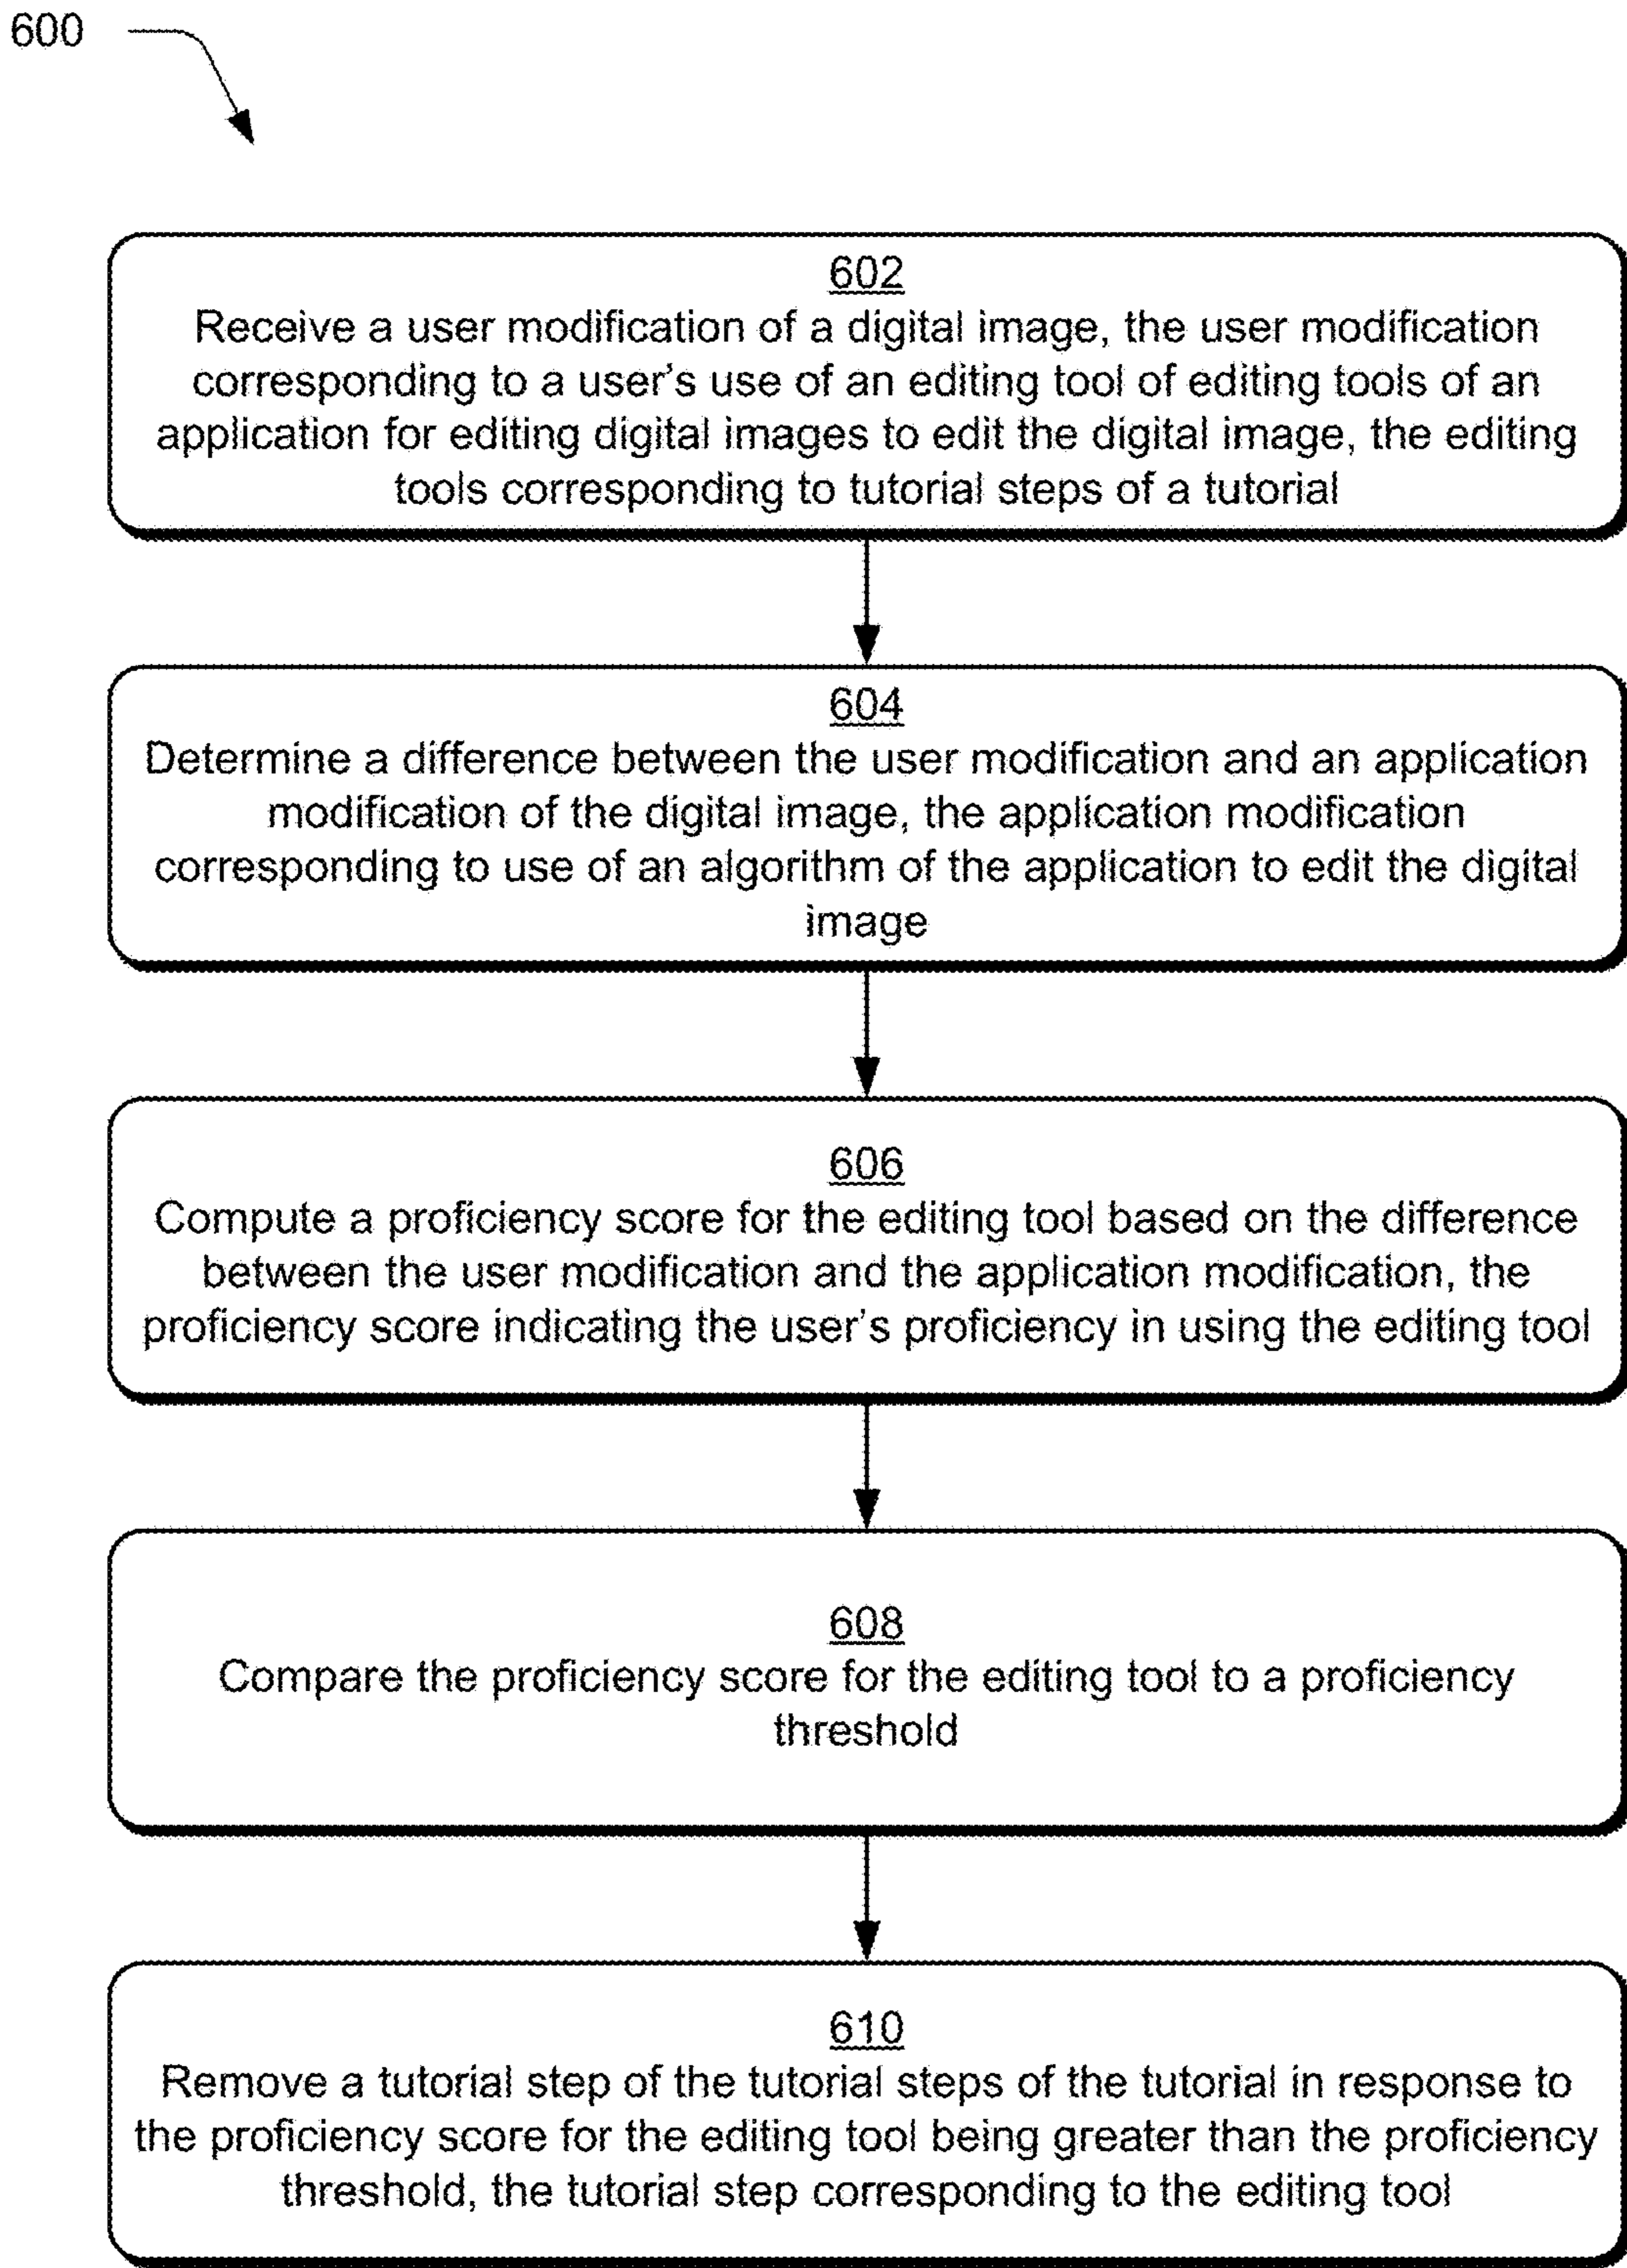 600
602
Receive a user modification of a digital image, the user modification
corresponding to a user's use of an editing tool of editing tools of an
application for editing digital images to edit the digital image, the editing
tools corresponding to tutorial steps of a tutorial
604
Determine a difference between the user modification and an application
modification of the digital image, the application modification
corresponding to use of an algorithm of the application to edit the digital
image
606
Compute a proficiency score for the editing tool based on the difference
between the user modification and the application modification, the
proficiency score indicating the user's proficiency in using the editing tool
608
Compare the proficiency score for the editing tool to a proficiency
threshold
610
Remove a tutorial step of the tutorial steps of the tutorial in response to
the proficiency score for the editing tool being greater than the proficiency
threshold, the tutorial step corresponding to the editing tool